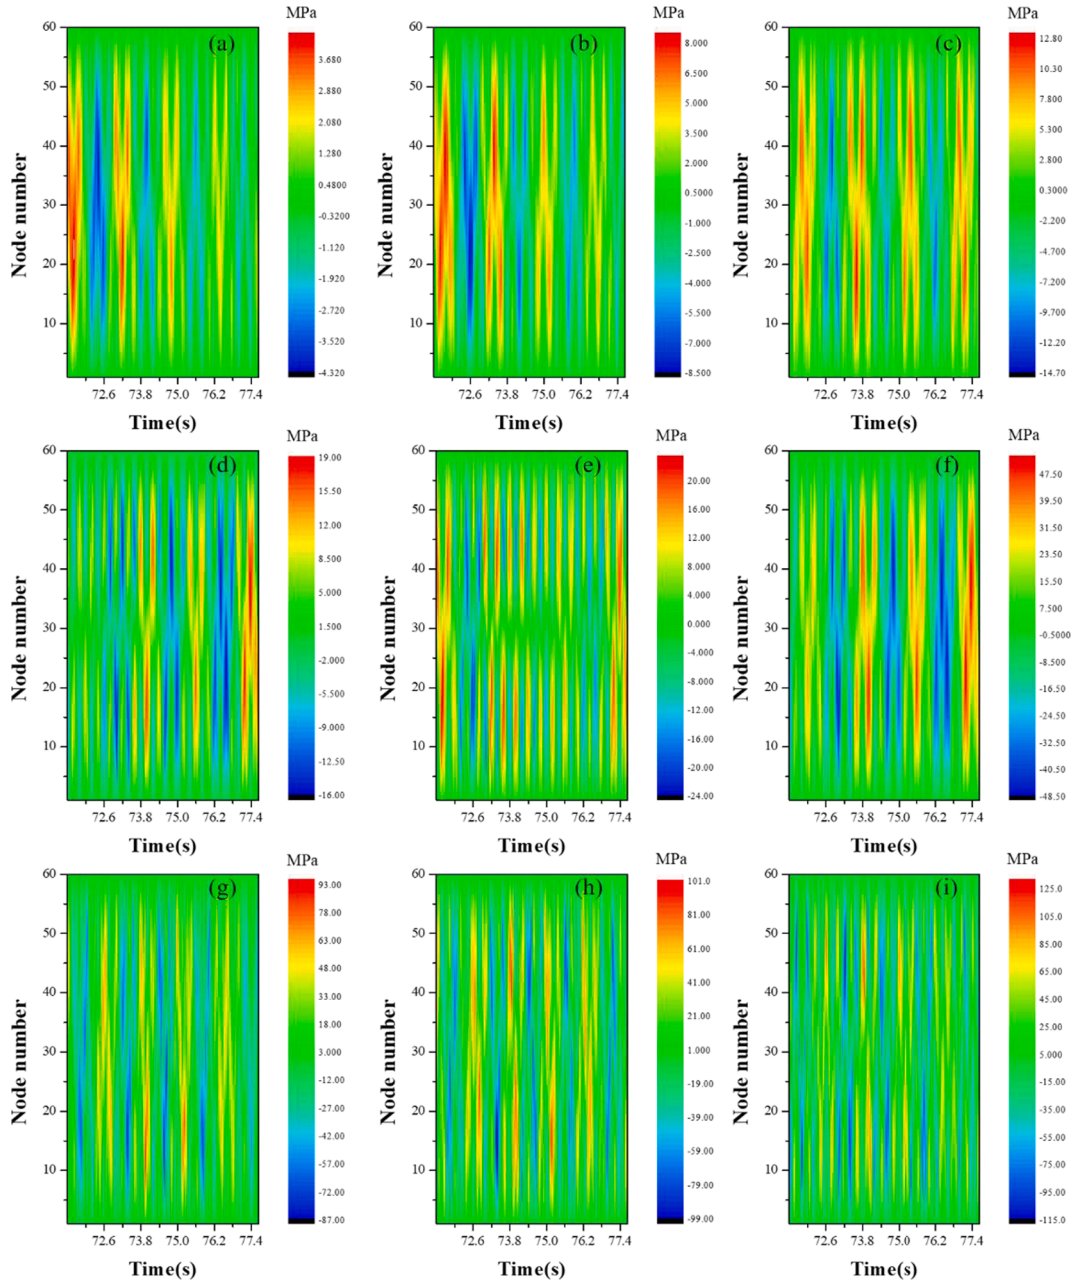 MPa MPa MPa
60 (a) 3.680 60 (b) 8.000 60 (c) 12.80
50 2.880 50 6.500 50 10.30
2.080 5.000 7.800
40 1.280 40 3.500 40 5.300
0.4800 2.000 2.800
30 -0.3200 30 0.5000 30 0.3000
-1.120 -1.000 -2.200
20 -1.920 20 -2.500 20 -4.700
-2.720 -4.000 -7.200
10 -3.520 10 -5.500 10 -9.700
-4.320 -7.000 -12.20
-8.500 -14.70
Node number Node number Node number
72.6 73.8 75.0 76.2 77.4 72.6 73.8 75.0 76.2 77.4 72.6 73.8 75.0 76.2 77.4
Time(s) Time(s) Time(s)
MPa MPa MPa
60 (d) 19.00 60 (e) 20.00 60 (f) 47.50
50 15.50 50 16.00 50 39.50
12.00 12.00 31.50
40 8.500 40 8.000 40 23.50
5.000 4.000 15.50
30 1.500 30 0.000 30 7.500
-2.000 -4.000 -0.5000
20 -5.500 20 -8.000 20 -8.500
-9.000 -12.00 -16.50
10 -12.50 10 -16.00 10 -24.50
-16.00 -20.00 -32.50
-24.00 -40.50
-48.50
Node number Node number Node number
72.6 73.8 75.0 76.2 77.4 72.6 73.8 75.0 76.2 77.4 72.6 73.8 75.0 76.2 77.4
Time(s) Time(s) Time(s)
MPa MPa MPa
60 (g) 93.00 60 (h) 101.0 60 (i) 125.0
50 78.00 50 81.00 50 105.0
63.00 61.00 85.00
40 48.00 40 41.00 40 65.00
33.00 21.00 45.00
30 18.00 30 1.000 30 25.00
3.000 -19.00 5.000
20 -12.00 20 -39.00 20 -15.00
-27.00 -59.00 -35.00
10 -42.00 10 -79.00 10 -55.00
-57.00 -99.00 -75.00
-72.00 -95.00
-87.00 -115.0
Node number Node number Node number
72.6 73.8 75.0 76.2 77.4 72.6 73.8 75.0 76.2 77.4 72.6 73.8 75.0 76.2 77.4
Time(s) Time(s) Time(s)